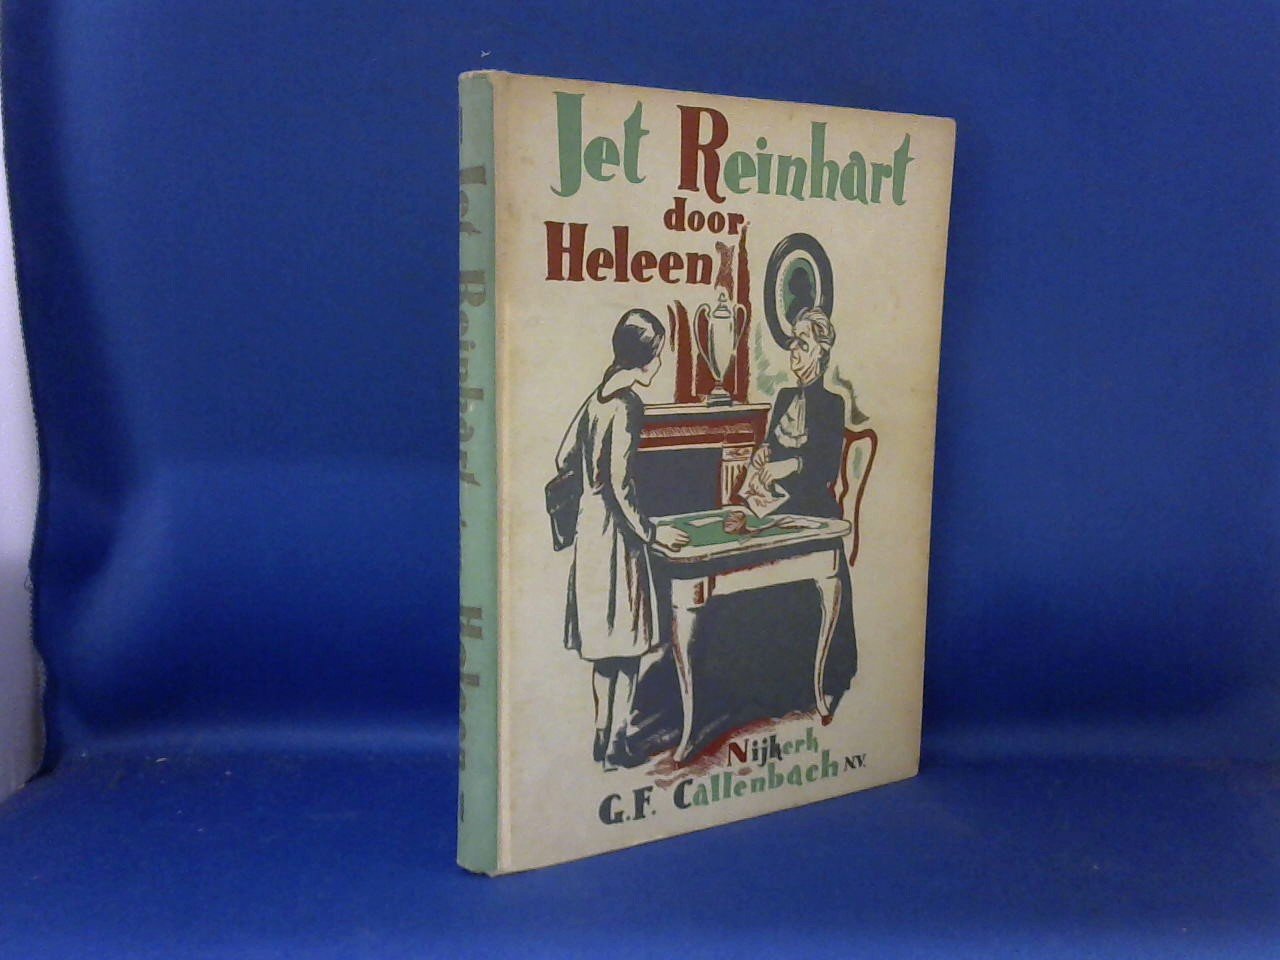 Jet Reinhart
door
Heleen
Nijkerk
G.F. Callenbach N.V.
Jet Reinhart . Heleen